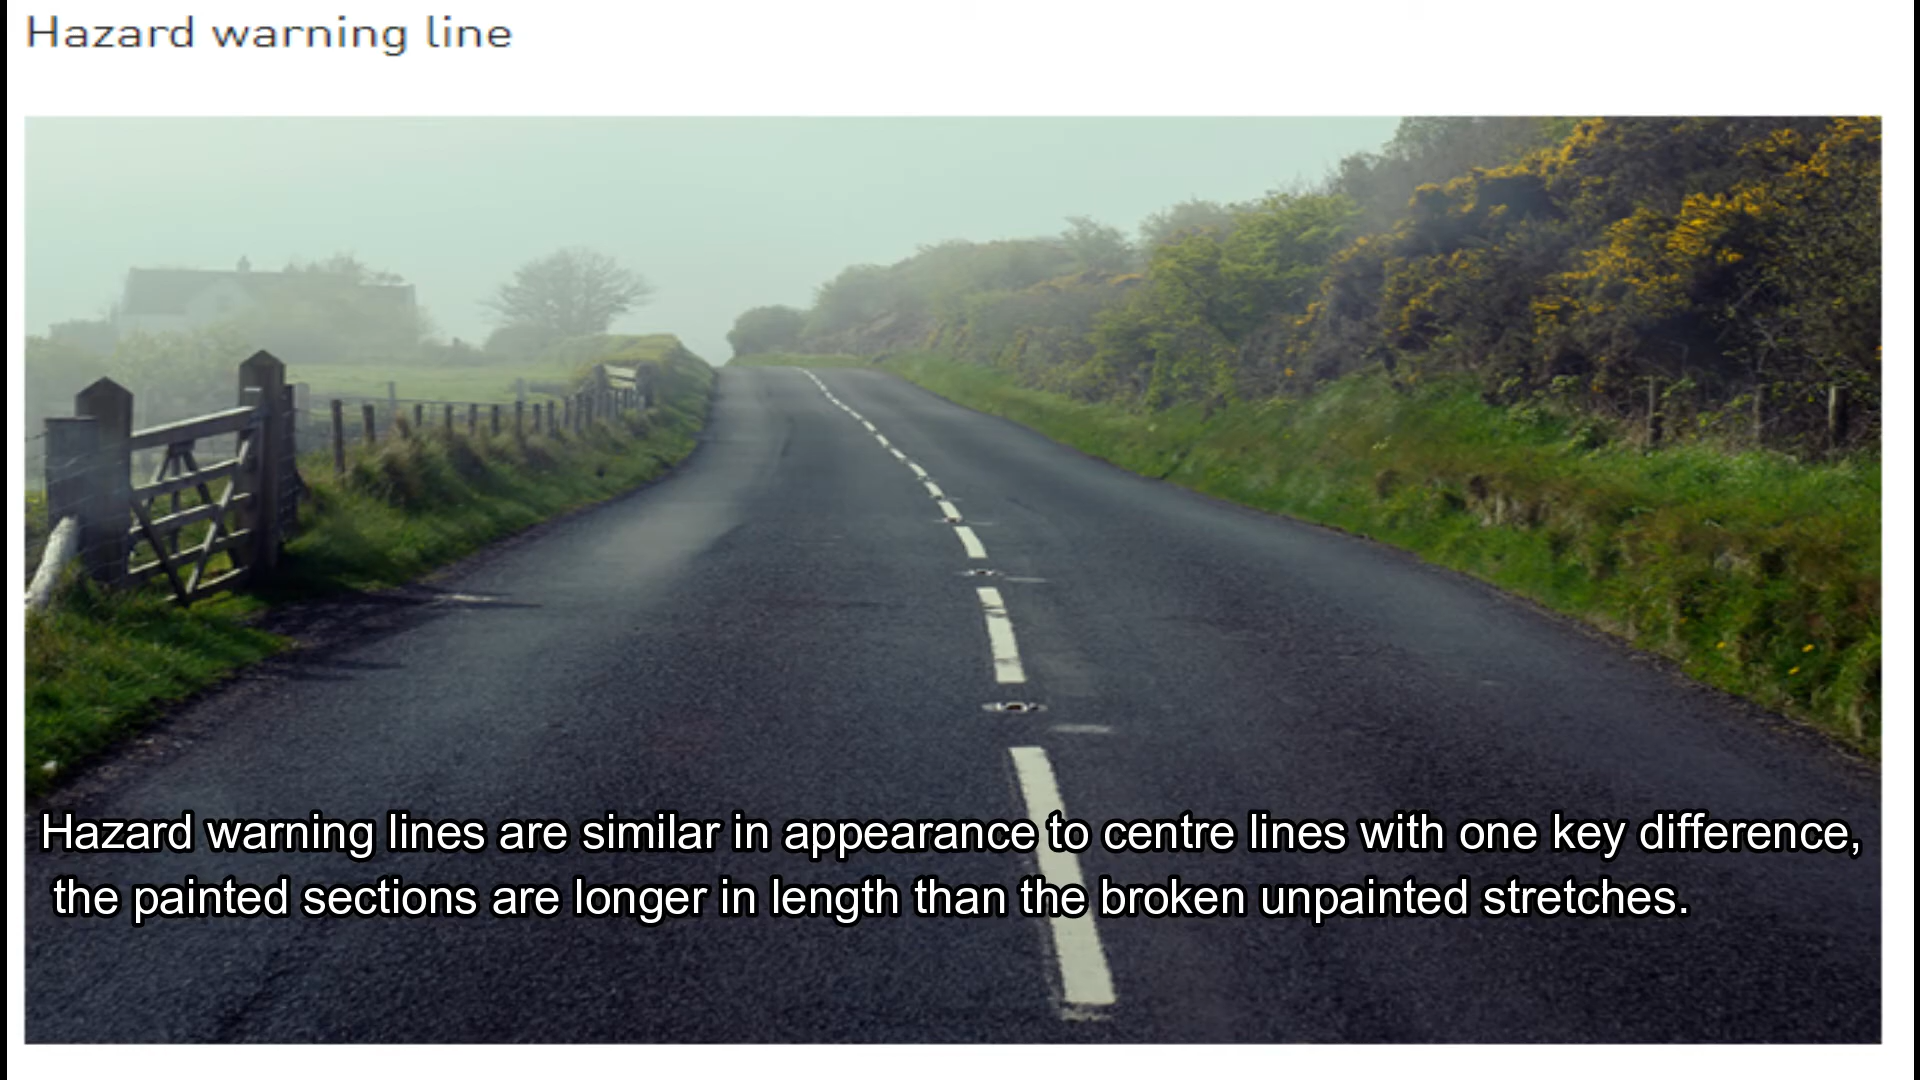 Hazard warning line
Hazard warning lines are similar in appearance to centre lines with one key difference,
the painted sections are longer in length than the broken unpainted stretches.